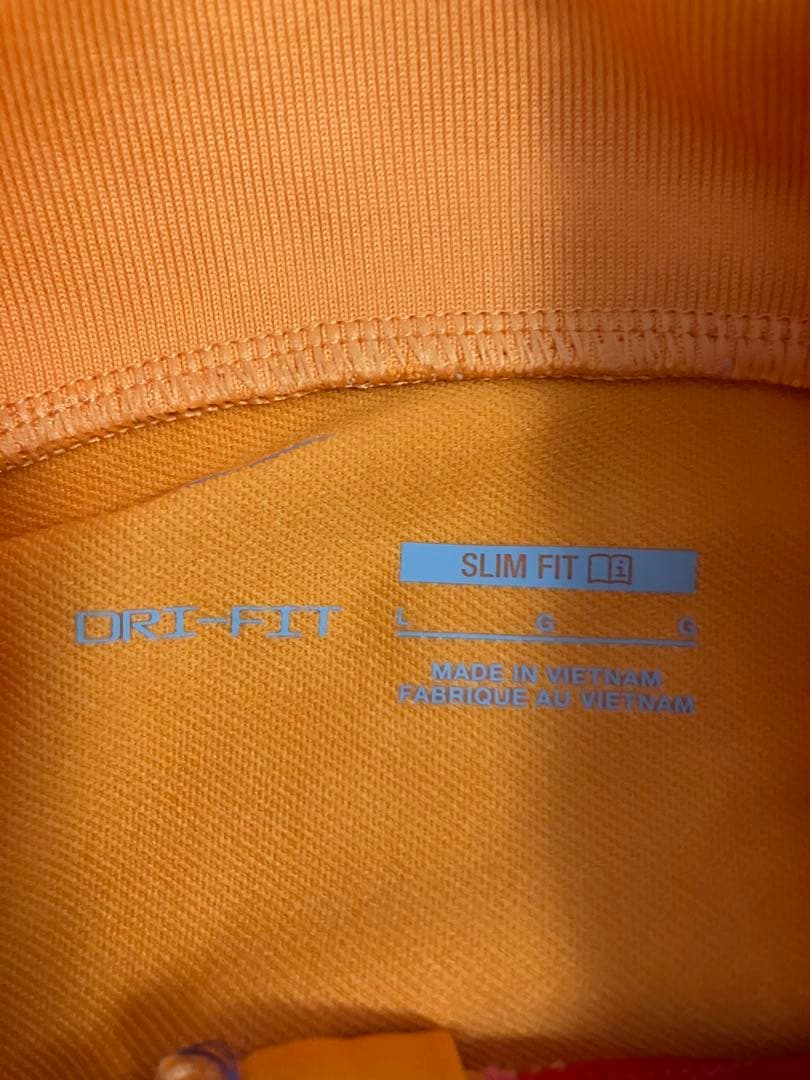 SLIM FIT
DRI-FIT
L G G
MADE IN VIETNAM
FABRIQUE AU VIETNAM